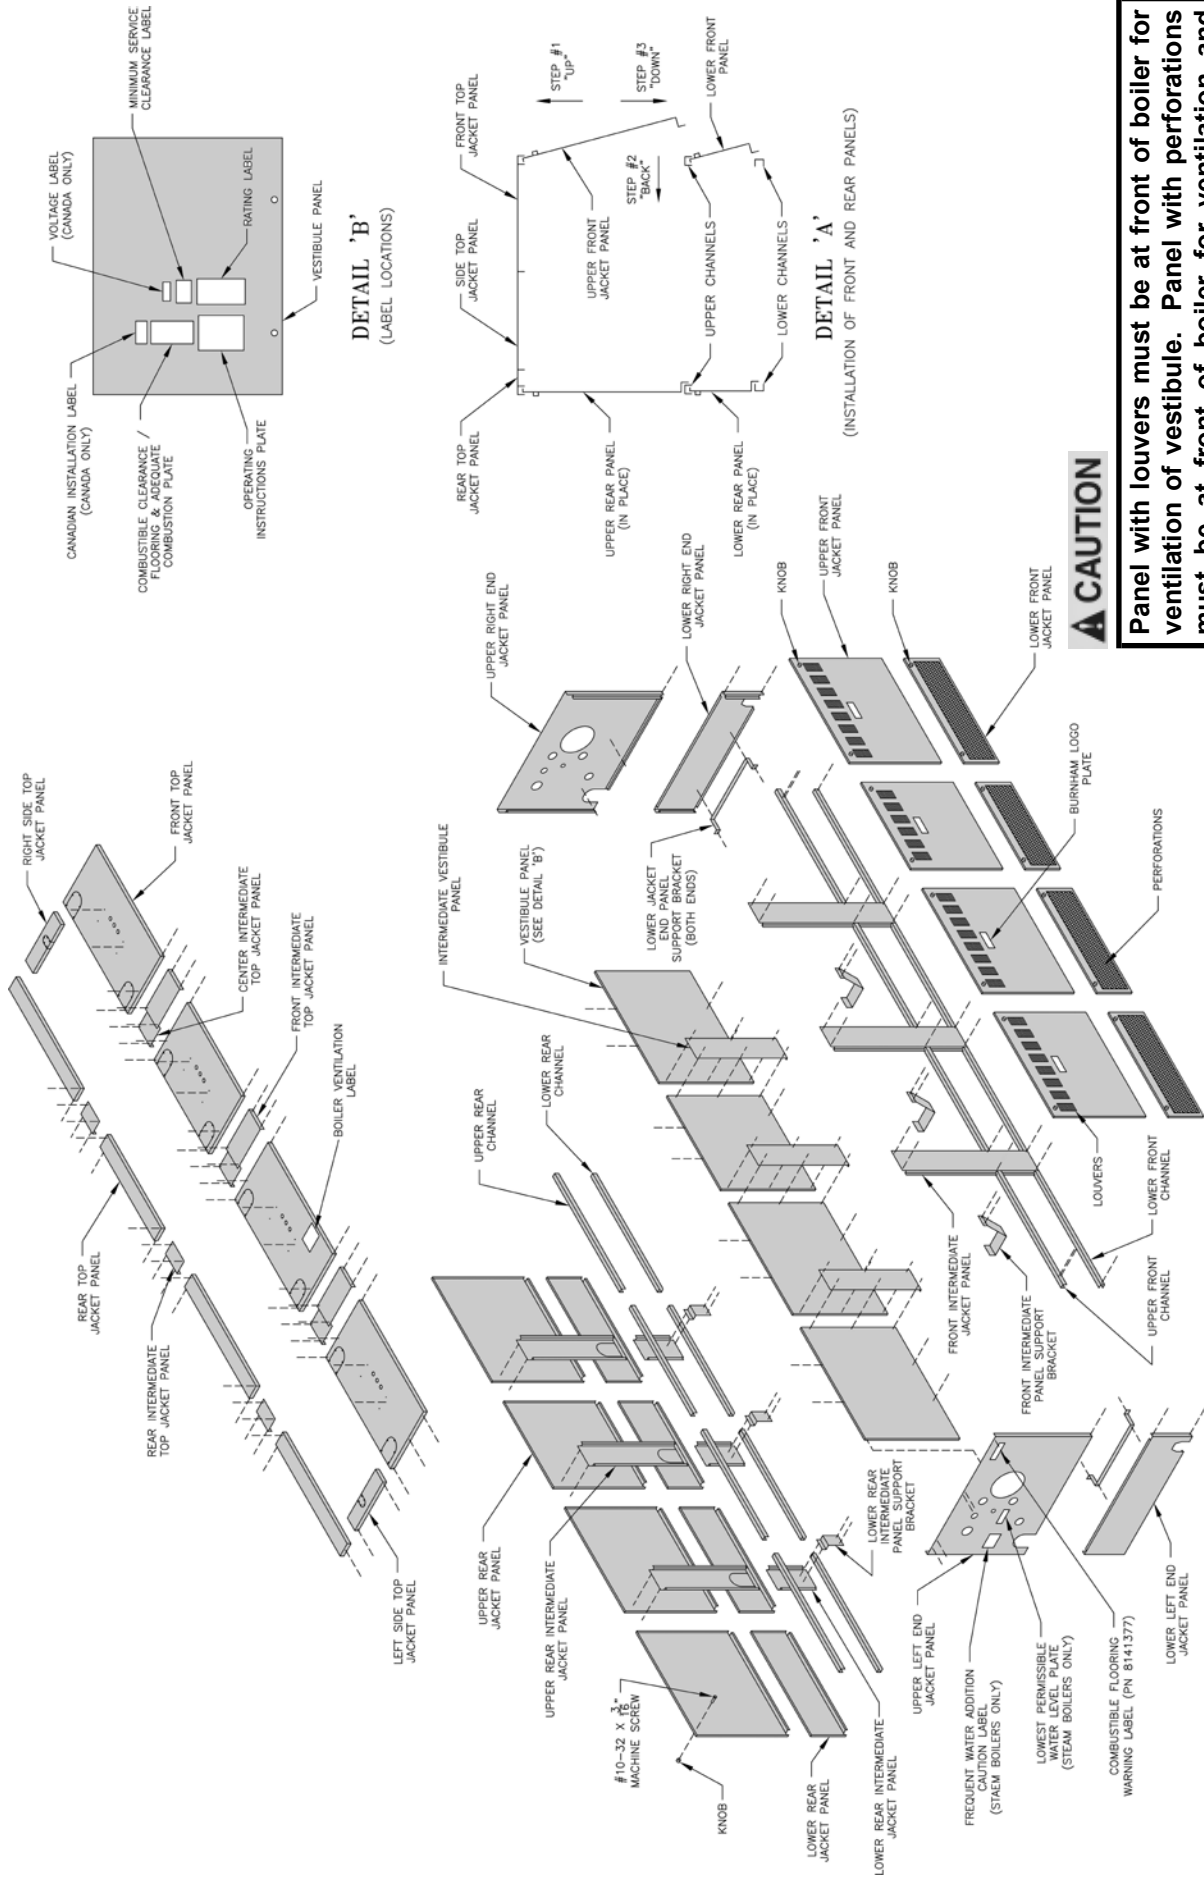 RIGHT SIDE TOP
JACKET PANEL
FRONT TOP
JACKET PANEL
CENTER INTERMEDIATE
TOP JACKET PANEL
FRONT INTERMEDIATE
TOP JACKET PANEL
BOILER VENTILATION
LABEL
REAR TOP
JACKET PANEL
REAR INTERMEDIATE
TOP JACKET PANEL
LEFT SIDE TOP
JACKET PANEL
CANADIAN INSTALLATION LABEL
(CANADA ONLY)
VOLTAGE LABEL
(CANADA ONLY)
MINIMUM SERVICE
CLEARANCE LABEL
COMBUSTIBLE CLEARANCE /
FLOORING & ADEQUATE
COMBUSTION PLATE
OPERATING
INSTRUCTIONS PLATE
RATING LABEL
VESTIBULE PANEL
DETAIL 'B'
(LABEL LOCATIONS)
REAR TOP
JACKET PANEL
SIDE TOP
JACKET PANEL
FRONT TOP
JACKET PANEL
STEP #1
"UP"
STEP #2
"BACK"
STEP #3
"DOWN"
UPPER FRONT
JACKET PANEL
LOWER FRONT
PANEL
UPPER REAR PANEL
(IN PLACE)
UPPER CHANNELS
LOWER REAR PANEL
(IN PLACE)
LOWER CHANNELS
DETAIL 'A'
(INSTALLATION OF FRONT AND REAR PANELS)
UPPER RIGHT END
JACKET PANEL
LOWER RIGHT END
JACKET PANEL
INTERMEDIATE VESTIBULE
PANEL
VESTIBULE PANEL
(SEE DETAIL 'B')
LOWER JACKET
END PANEL
SUPPORT BRACKET
(BOTH ENDS)
UPPER REAR
CHANNEL
LOWER REAR
CHANNEL
UPPER REAR
JACKET PANEL
UPPER REAR INTERMEDIATE
JACKET PANEL
#10-32 X 3/16"
MACHINE SCREW
KNOB
LOWER REAR
JACKET PANEL
LOWER REAR INTERMEDIATE
JACKET PANEL
LOWER REAR
INTERMEDIATE
PANEL SUPPORT
BRACKET
KNOB
UPPER FRONT
JACKET PANEL
KNOB
LOWER FRONT
JACKET PANEL
BURNHAM LOGO
PLATE
PERFORATIONS
LOUVERS
LOWER FRONT
CHANNEL
UPPER FRONT
CHANNEL
FRONT INTERMEDIATE
JACKET PANEL
FRONT INTERMEDIATE
PANEL SUPPORT
BRACKET
UPPER LEFT END
JACKET PANEL
FREQUENT WATER ADDITION
CAUTION LABEL
(STAEM BOILERS ONLY)
LOWEST PERMISSIBLE
WATER LEVEL PLATE
(STEAM BOILERS ONLY)
COMBUSTIBLE FLOORING
WARNING LABEL (PN 8141377)
LOWER LEFT END
JACKET PANEL
CAUTION
Panel with louvers must be at front of boiler for
ventilation of vestibule. Panel with perforations
must be at front of boiler for ventilation and